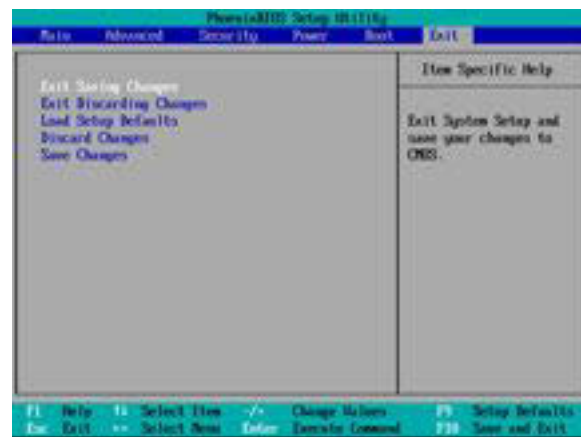 PhoenixBIOS Setup Utility
Main Advanced Security Power Boot Exit
Item Specific Help
Exit Saving Changes
Exit Discarding Changes
Load Setup Defaults
Discard Changes
Save Changes
Exit System Setup and
save your changes to
CMOS.
F1 Help ↑↓ Select Item -/+ Change Values F9 Setup Defaults
Esc Exit ↔ Select Menu Enter Execute Command F10 Save and Exit